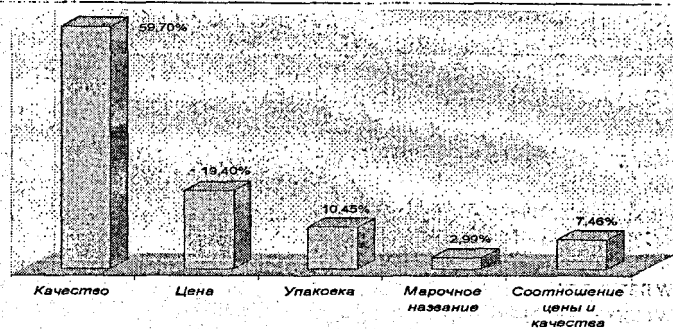 59,70%
19,40%
10,45%
2,99%
7,46%
Качество
Цена
Упаковка
Марочное
название
Соотношение
цены и
качества